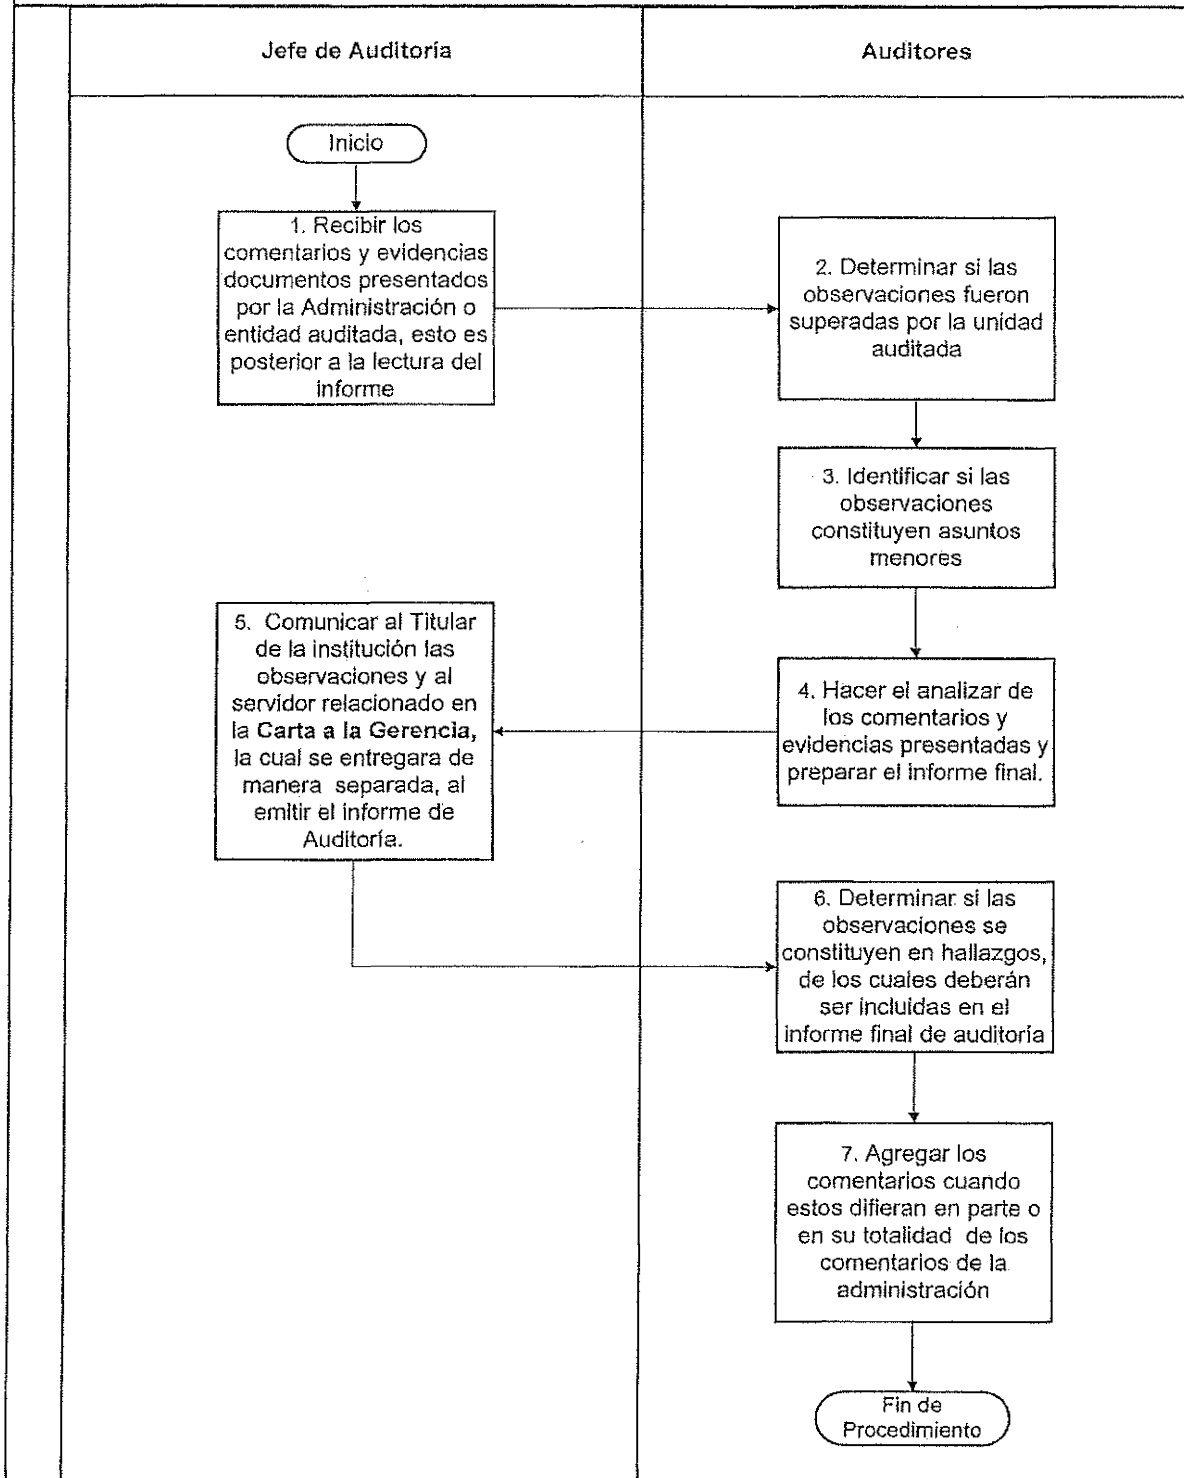 Jefe de Auditoría
Auditores
Inicio
1. Recibir los
comentarios y evidencias
documentos presentados
por la Administración o
entidad auditada, esto es
posterior a la lectura del
informe
2. Determinar si las
observaciones fueron
superadas por la unidad
auditada
3. Identificar si las
observaciones
constituyen asuntos
menores
4. Hacer el analizar de
los comentarios y
evidencias presentadas y
preparar el informe final.
5. Comunicar al Titular
de la institución las
observaciones y al
servidor relacionado en
la Carta a la Gerencia,
la cual se entregara de
manera separada, al
emitir el informe de
Auditoría.
6. Determinar si las
observaciones se
constituyen en hallazgos,
de los cuales deberán
ser incluidas en el
informe final de auditoría
7. Agregar los
comentarios cuando
estos difieran en parte o
en su totalidad de los
comentarios de la
administración
Fin de
Procedimiento